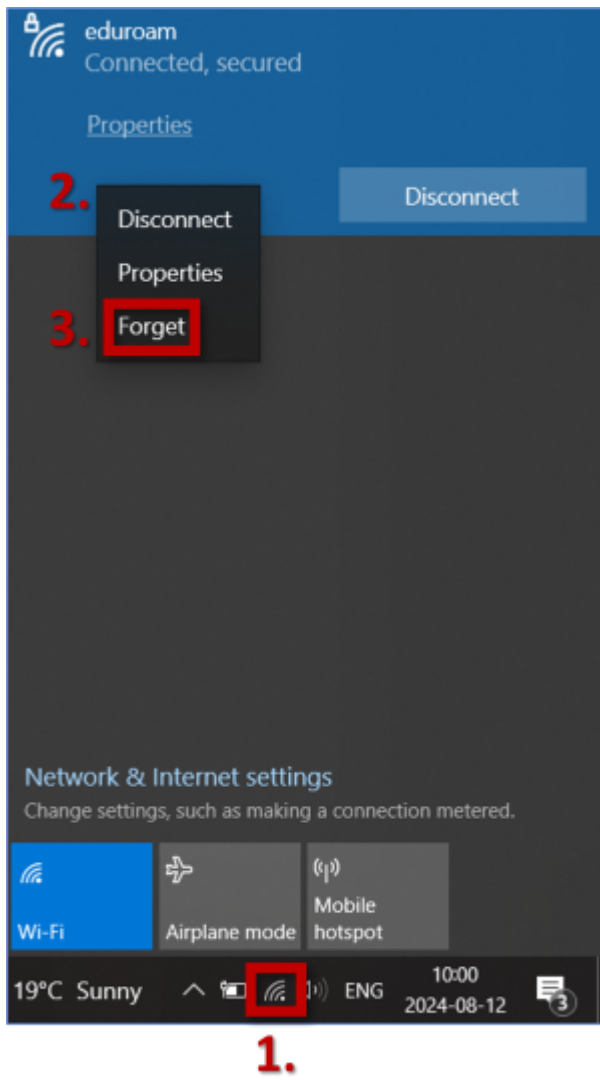 eduroam
Connected, secured
Properties
Disconnect
2.
Disconnect
Properties
3. Forget
Network & Internet settings
Change settings, such as making a connection metered.
Wi-Fi
Airplane mode
Mobile
hotspot
19°C Sunny
ENG
10:00
2024-08-12
3
1.